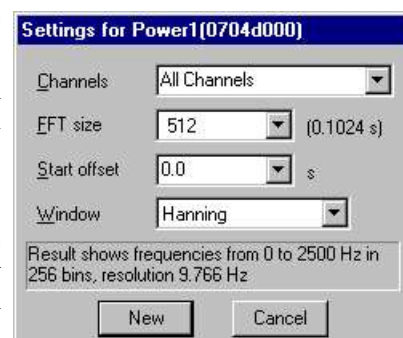 Settings for Power1(0704d000)
Channels All Channels
FFT size 512 (0.1024 s)
Start offset 0.0 s
Window Hanning
Result shows frequencies from 0 to 2500 Hz in
256 bins, resolution 9.766 Hz
New Cancel